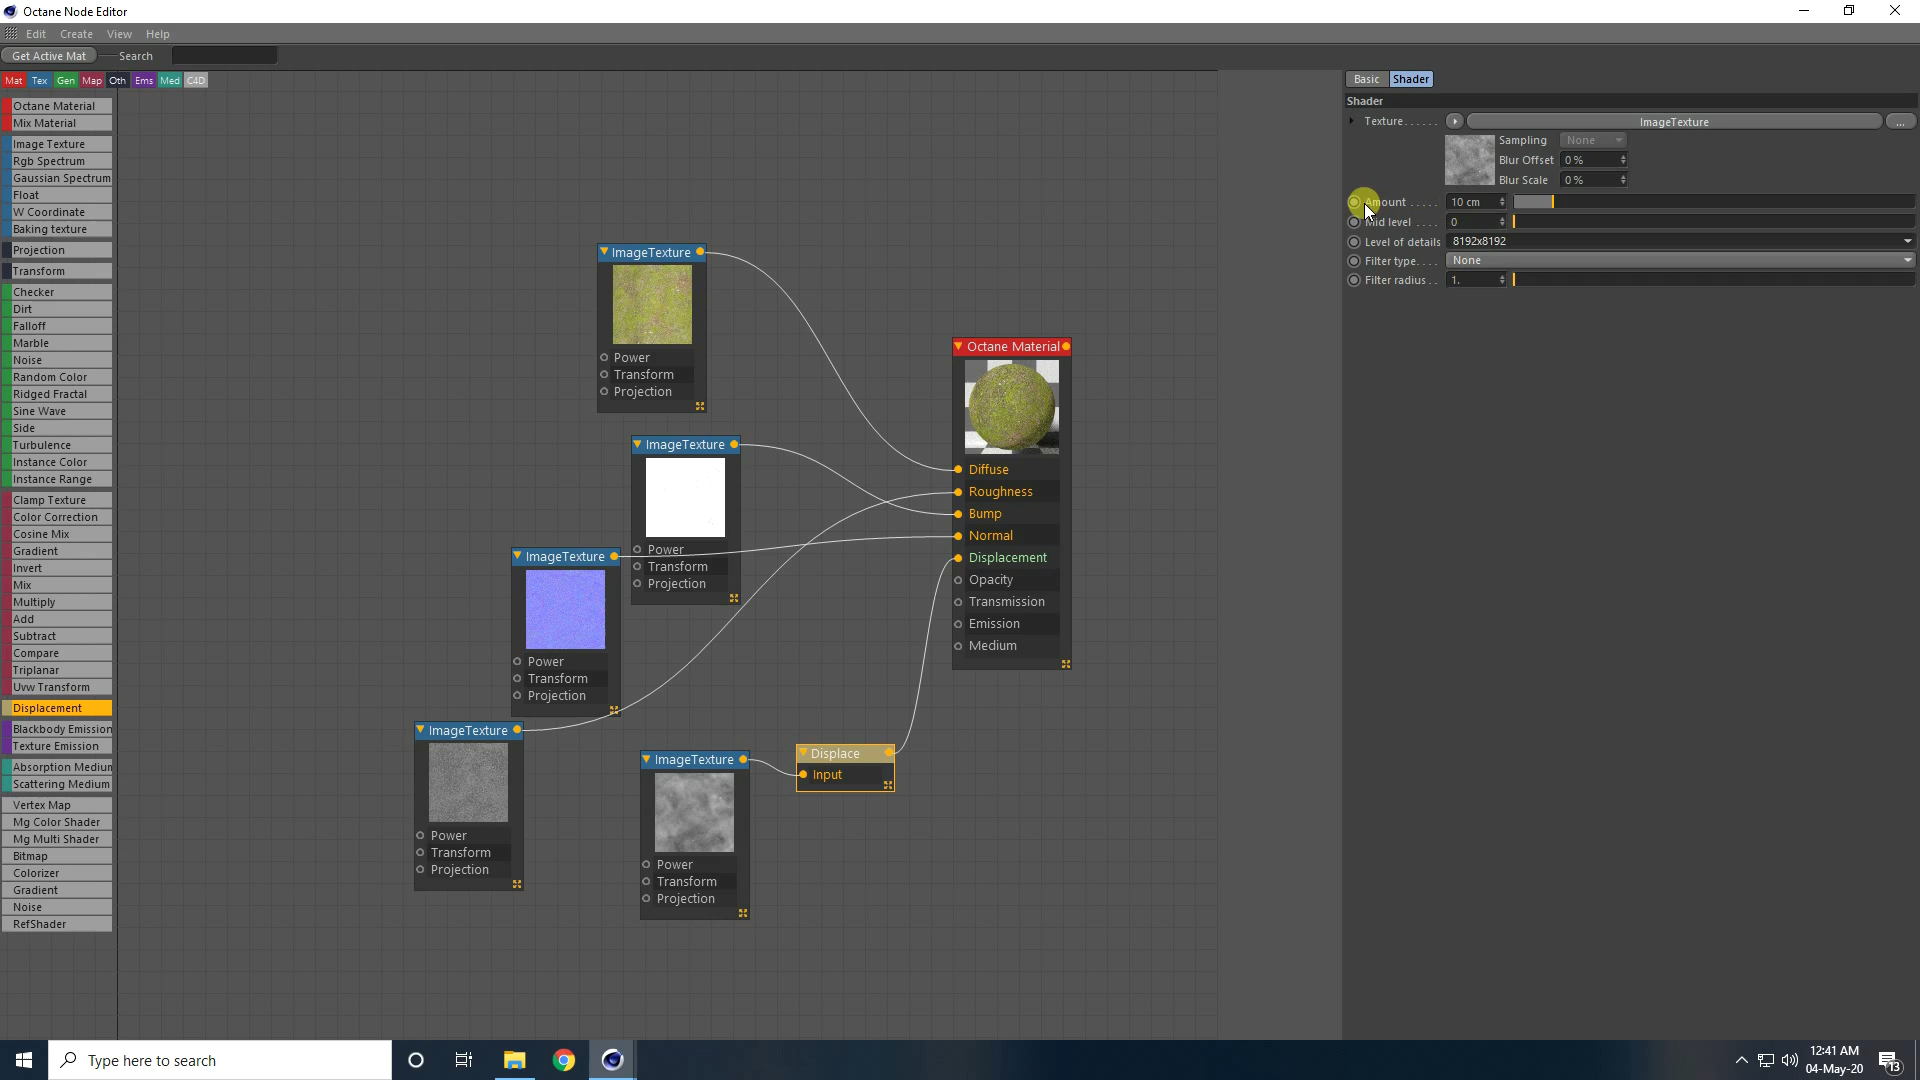 Octane Node Editor
Edit Create View Help
Get Active Mat Search
Mat Tex Gen Map Oth Ems Med C4D
Octane Material
Mix Material
Image Texture
Rgb Spectrum
Gaussian Spectrum
Float
W Coordinate
Baking texture
Projection
Transform
Checker
Dirt
Falloff
Marble
Noise
Random Color
Ridged Fractal
Sine Wave
Side
Turbulence
Instance Color
Instance Range
Clamp Texture
Color Correction
Cosine Mix
Gradient
Invert
Mix
Multiply
Add
Subtract
Compare
Triplanar
Uvw Transform
Displacement
Blackbody Emission
Texture Emission
Absorption Medium
Scattering Medium
Vertex Map
Mg Color Shader
Mg Multi Shader
Bitmap
Colorizer
Gradient
Noise
RefShader
ImageTexture
Power
Transform
Projection
ImageTexture
Power
Transform
Projection
ImageTexture
Power
Transform
Projection
ImageTexture
Power
Transform
Projection
ImageTexture
Power
Transform
Projection
Displace
Input
Octane Material
Diffuse
Roughness
Bump
Normal
Displacement
Opacity
Transmission
Emission
Medium
Basic Shader
Shader
Texture...... ImageTexture ...
Sampling None
Blur Offset 0 %
Blur Scale 0 %
Amount ..... 10 cm
Mid level .... 0
Level of details 8192x8192
Filter type.... None
Filter radius .. 1.
Type here to search
12:41 AM
04-May-20
13